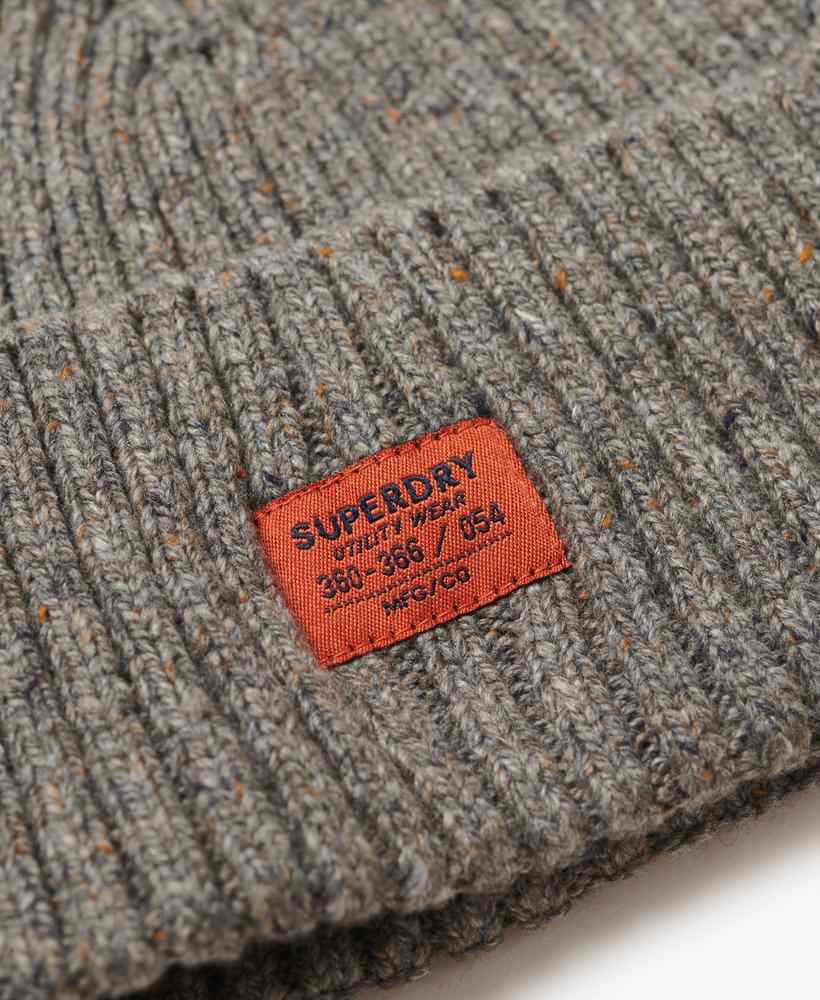 SUPERDRY
UTILITY WEAR
360-366 / 054
MFG/CO